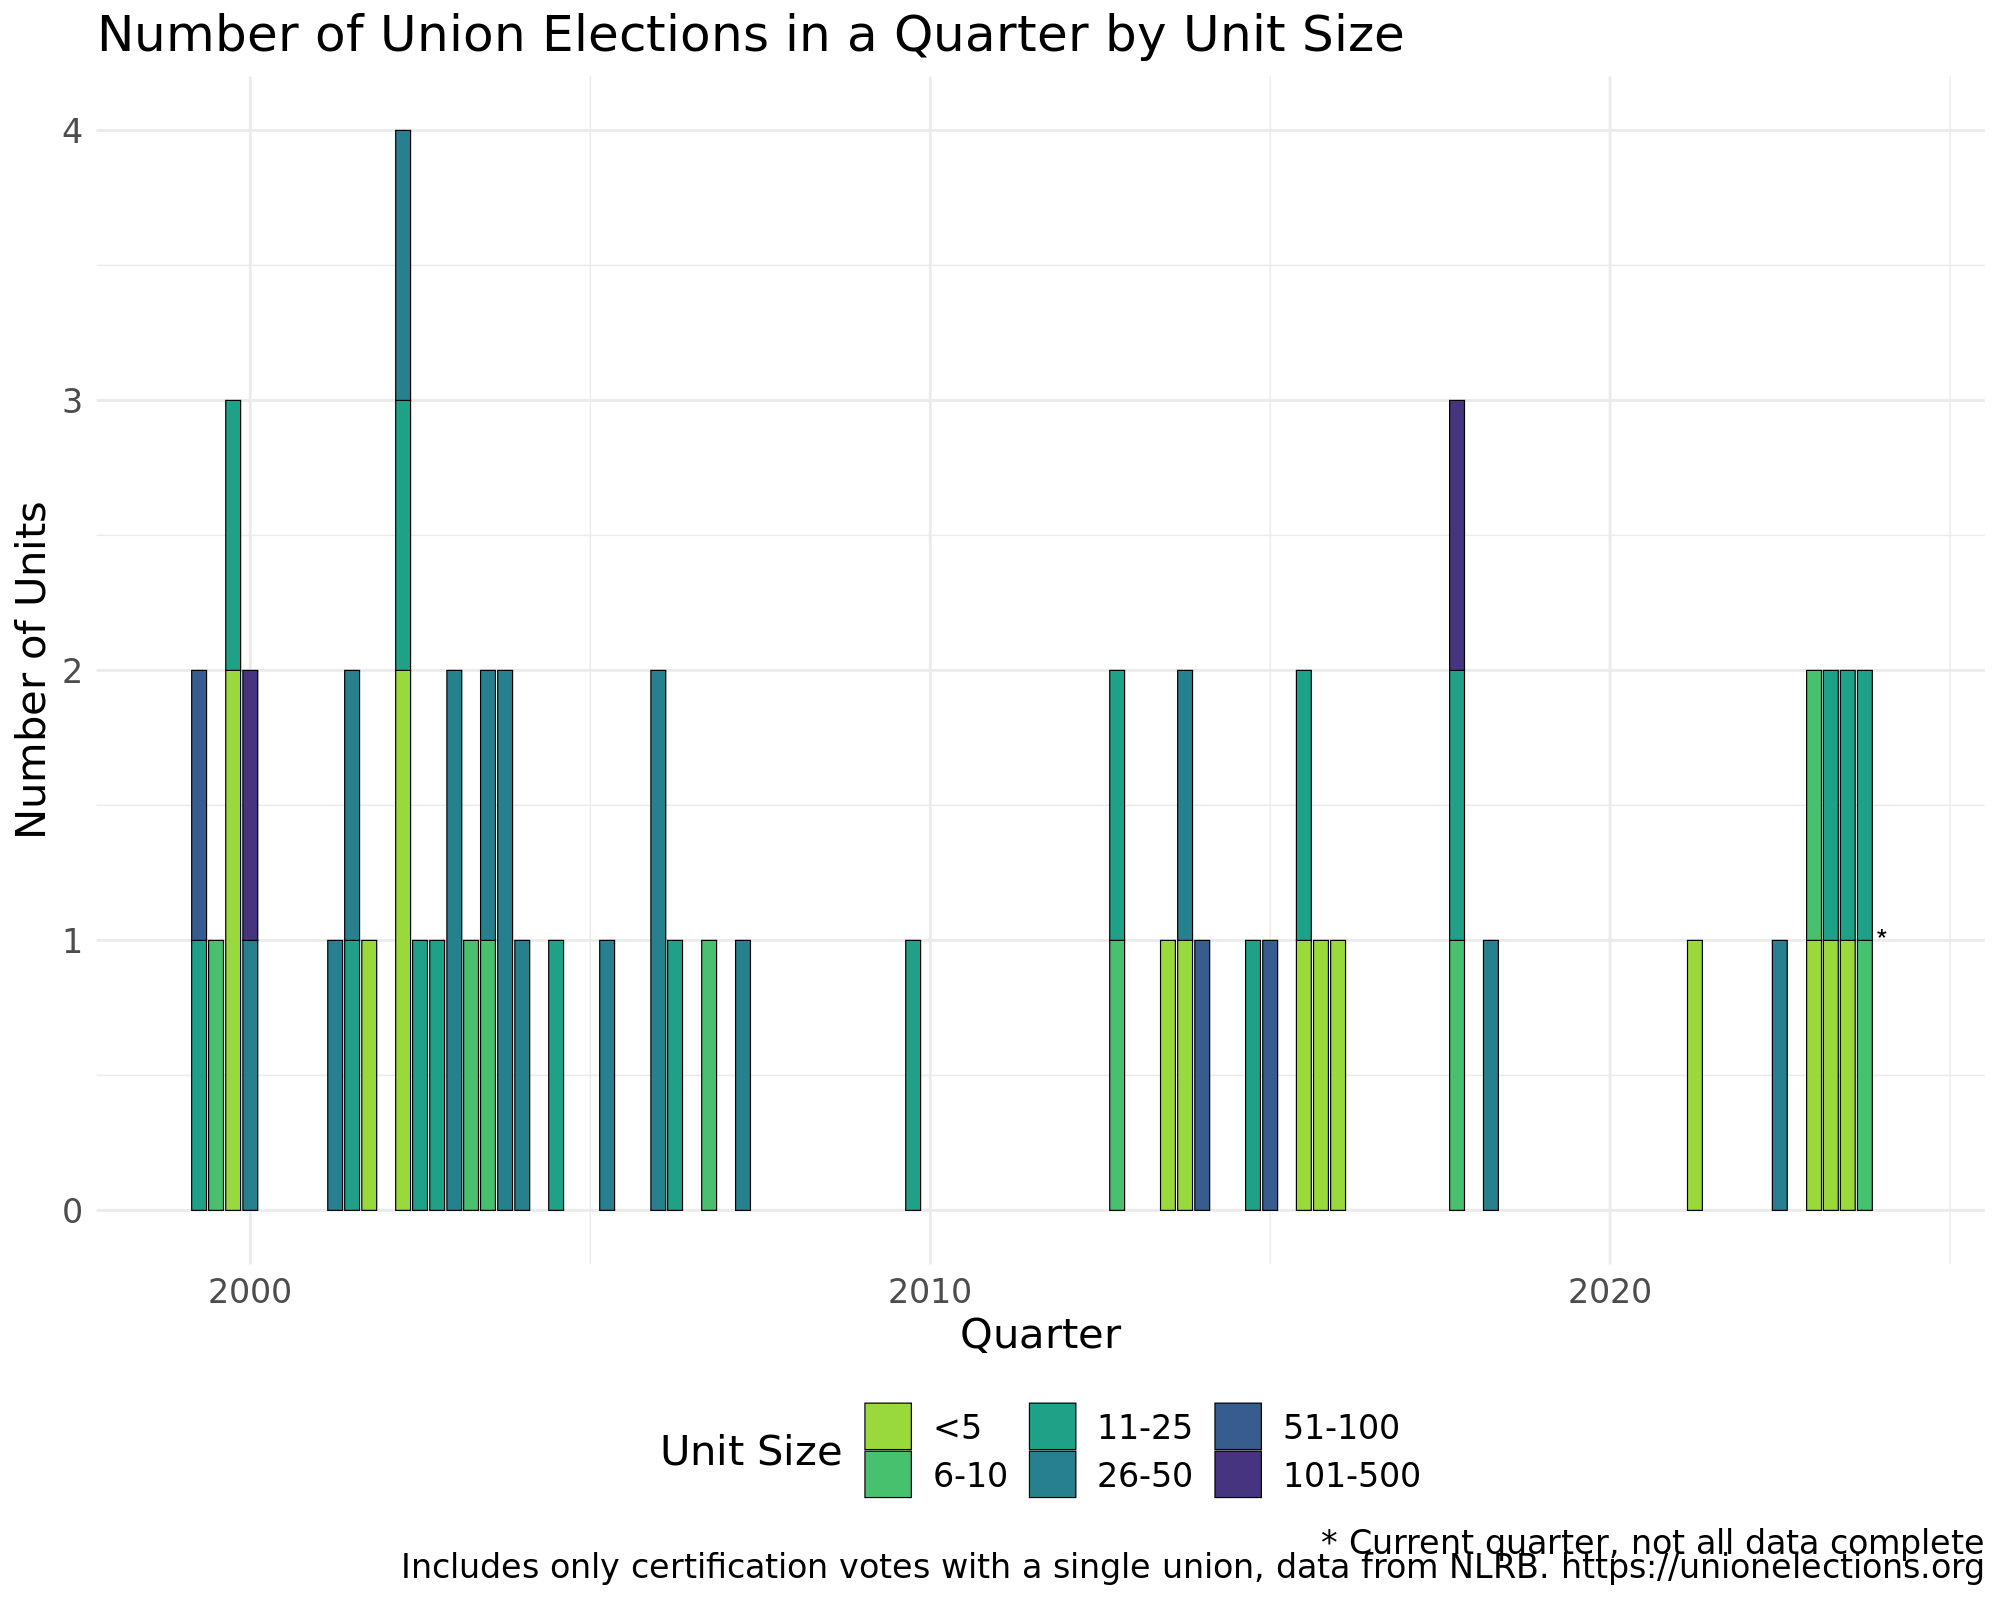 Number of Union Elections in a Quarter by Unit Size
4
3
2
1
0
Number of Units
*
2000 2010 2020
Quarter
Unit Size
<5 11-25 51-100
6-10 26-50 101-500
* Current quarter, not all data complete
Includes only certification votes with a single union, data from NLRB. https://unionelections.org